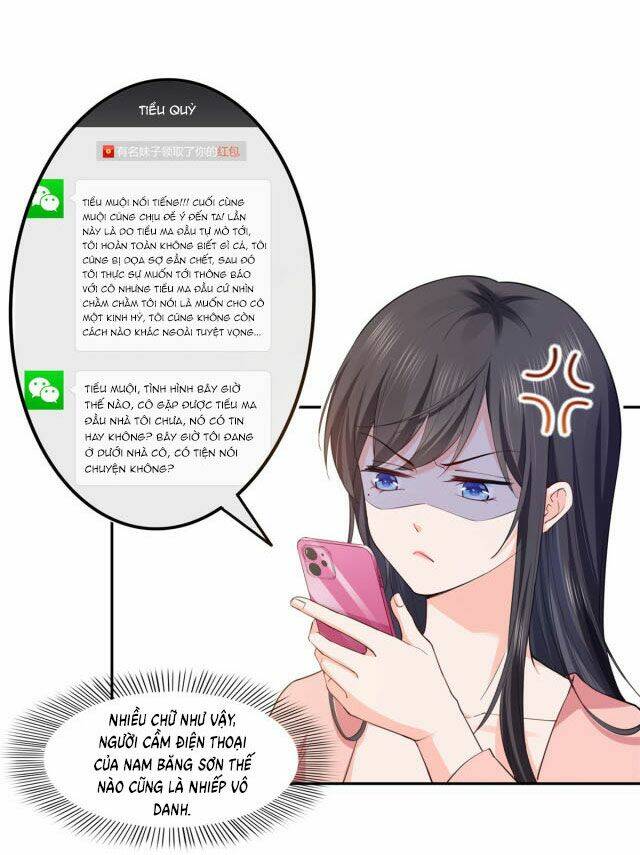 TIỂU QUỶ
有名妹子领取了你的红包
TIỂU MUỘI NỔI TIẾNG!!! CUỐI CÙNG
MUỘI CŨNG CHỊU ĐỂ Ý ĐẾN TA! LẦN
NÀY LÀ DO TIỂU MA ĐẦU TỰ MÒ TỚI,
TÔI HOÀN TOÀN KHÔNG BIẾT GÌ CẢ, TÔI
CŨNG BỊ DỌA SỢ GẦN CHẾT, SAU ĐÓ
TÔI THỰC SỰ MUỐN TỚI THÔNG BÁO
VỚI CÔ NHƯNG TIỂU MA ĐẦU CỨ NHÌN
CHẰM CHẰM TÔI NÓI LÀ MUỐN CHO CÔ
MỘT KINH HỶ, TÔI CŨNG KHÔNG CÒN
CÁCH NÀO KHÁC NGOÀI TUYỆT VỌNG...
TIỂU MUỘI, TÌNH HÌNH BÂY GIỜ
THẾ NÀO, CÔ GẶP ĐƯỢC TIỂU MA
ĐẦU NHÀ TÔI CHƯA, NÓ CÓ TIN
HAY KHÔNG? BÂY GIỜ TÔI ĐANG
Ở DƯỚI NHÀ CÔ, CÓ TIỆN NÓI
CHUYỆN KHÔNG?
NHIỀU CHỮ NHƯ VẬY,
NGƯỜI CẦM ĐIỆN THOẠI
CỦA NAM BĂNG SƠN THẾ
NÀO CŨNG LÀ NHIẾP VÔ
DANH.